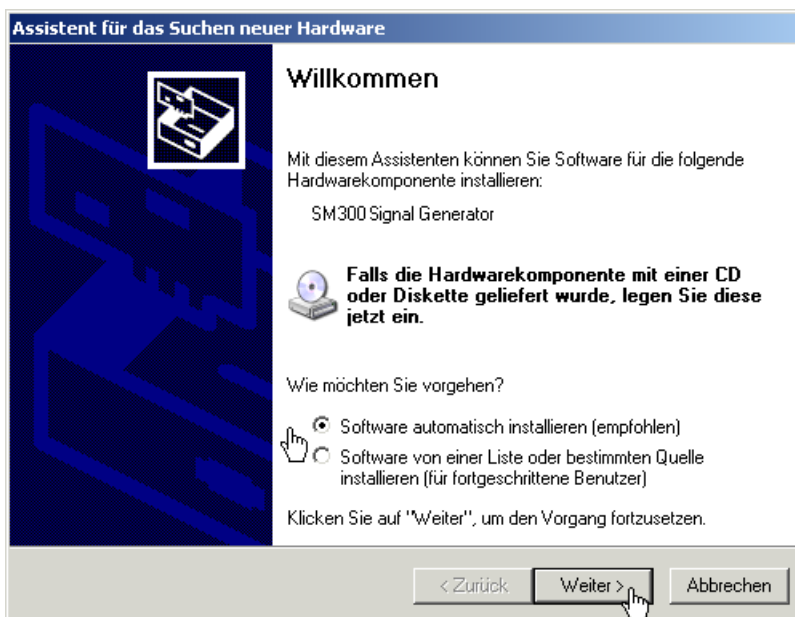 Assistent für das Suchen neuer Hardware
Willkommen
Mit diesem Assistenten können Sie Software für die folgende
Hardwarekomponente installieren:
SM300 Signal Generator
Falls die Hardwarekomponente mit einer CD
oder Diskette geliefert wurde, legen Sie diese
jetzt ein.
Wie möchten Sie vorgehen?
Software automatisch installieren (empfohlen)
Software von einer Liste oder bestimmten Quelle
installieren (für fortgeschrittene Benutzer)
Klicken Sie auf "Weiter", um den Vorgang fortzusetzen.
< Zurück Weiter > Abbrechen